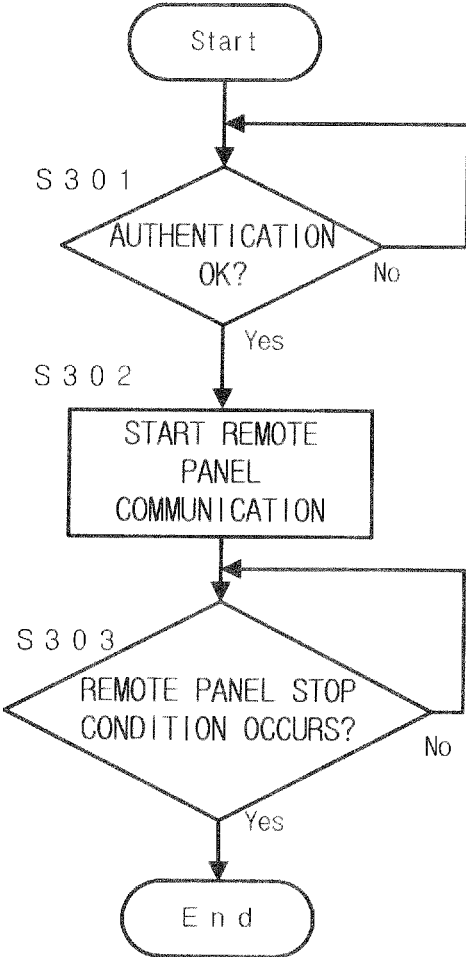 Start
S301
AUTHENTICATION
OK?
No
Yes
S302
START REMOTE
PANEL
COMMUNICATION
S303
REMOTE PANEL STOP
CONDITION OCCURS?
No
Yes
End